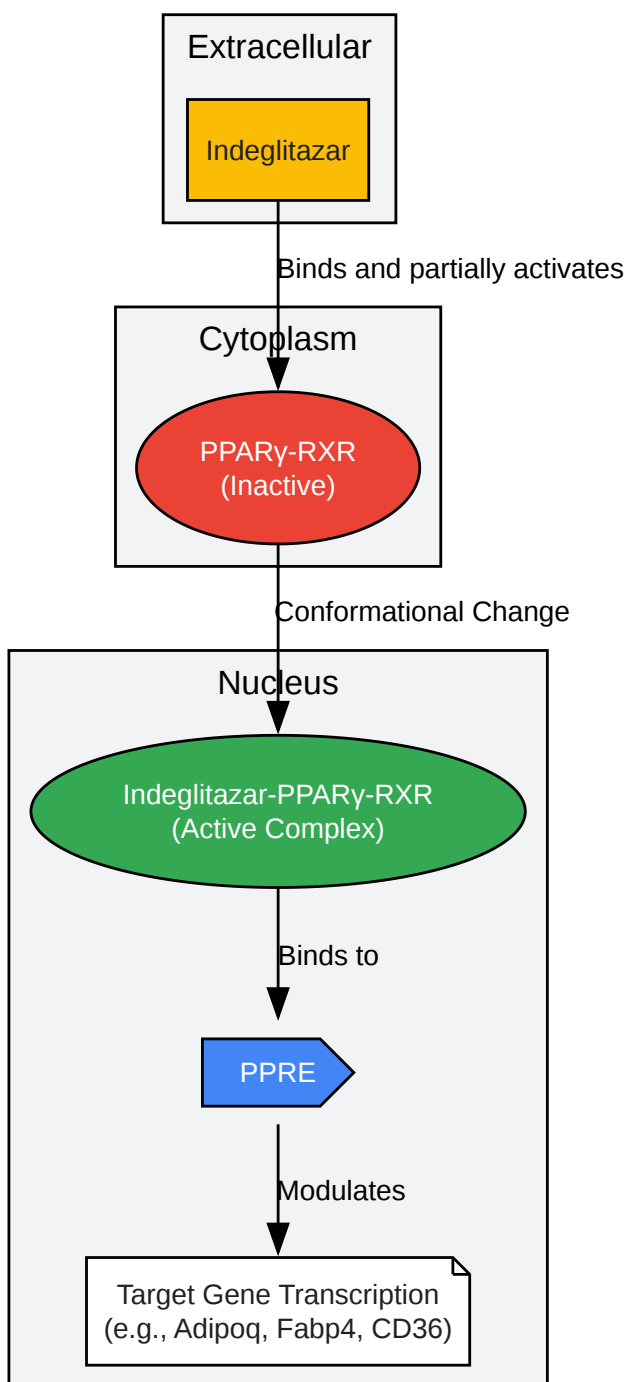 Extracellular
Indeglitazar
Binds and partially activates
Cytoplasm
PPARγ-RXR
(Inactive)
Conformational Change
Nucleus
Indeglitazar-PPARγ-RXR
(Active Complex)
Binds to
PPRE
Modulates
Target Gene Transcription
(e.g., Adipoq, Fabp4, CD36)